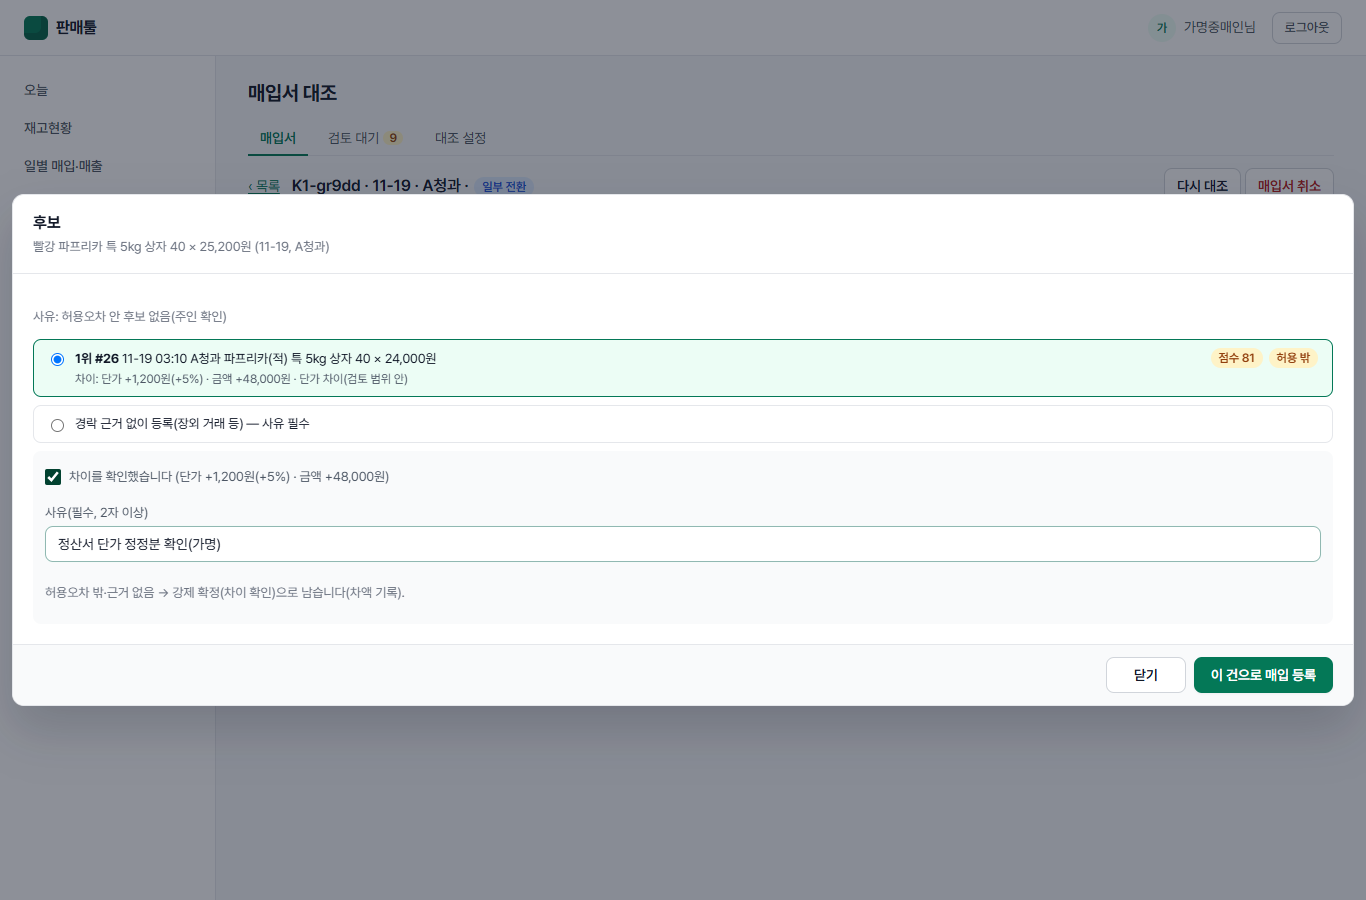 판매툴
가 가명중매인님 로그아웃
오늘
재고현황
일별 매입·매출
매입서 대조
매입서 검토 대기 9 대조 설정
‹ 목록 K1-gr9dd · 11-19 · A청과 · 일부 전환 다시 대조 매입서 취소
후보
빨강 파프리카 특 5kg 상자 40 × 25,200원 (11-19, A청과)
사유: 허용오차 안 후보 없음(주인 확인)
1위 #26 11-19 03:10 A청과 파프리카(적) 특 5kg 상자 40 × 24,000원 점수 81 허용 밖
차이: 단가 +1,200원(+5%) · 금액 +48,000원 · 단가 차이(검토 범위 안)
경락 근거 없이 등록(장외 거래 등) — 사유 필수
차이를 확인했습니다 (단가 +1,200원(+5%) · 금액 +48,000원)
사유(필수, 2자 이상)
정산서 단가 정정분 확인(가명)
허용오차 밖·근거 없음 → 강제 확정(차이 확인)으로 남습니다(차액 기록).
닫기 이 건으로 매입 등록